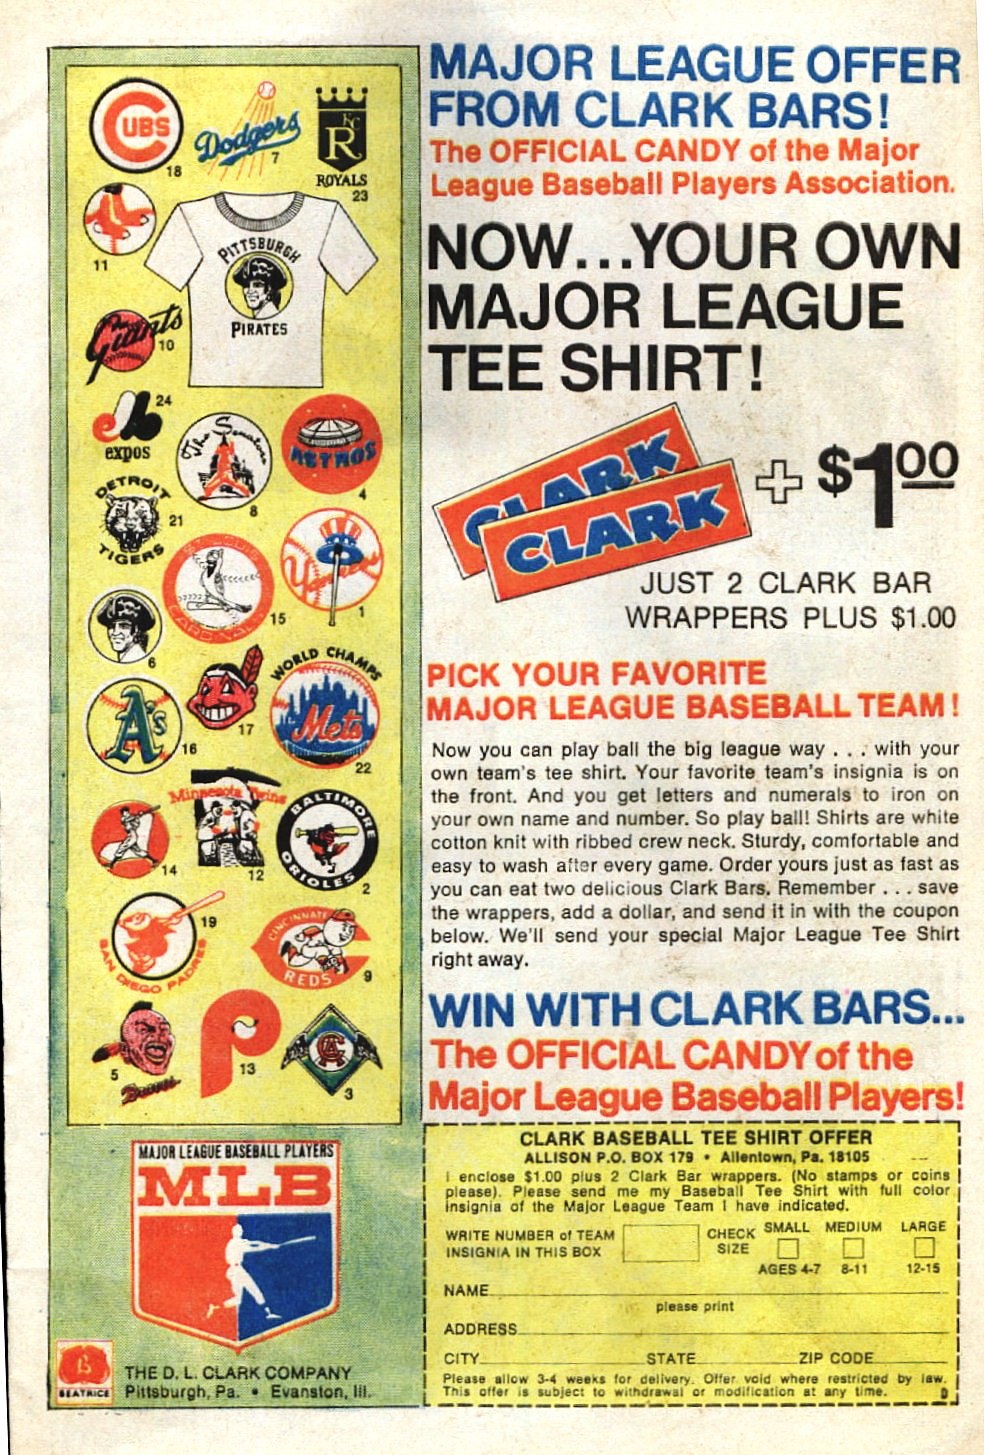 MAJOR LEAGUE OFFER
FROM CLARK BARS!
The OFFICIAL CANDY of the Major
League Baseball Players Association.
NOW...YOUR OWN
MAJOR LEAGUE
TEE SHIRT!
CLARK
CLARK
+ $1.00
JUST 2 CLARK BAR
WRAPPERS PLUS $1.00
PICK YOUR FAVORITE
MAJOR LEAGUE BASEBALL TEAM!
Now you can play ball the big league way . . . with your
own team's tee shirt. Your favorite team's insignia is on
the front. And you get letters and numerals to iron on
your own name and number. So play ball! Shirts are white
cotton knit with ribbed crew neck. Sturdy, comfortable and
easy to wash after every game. Order yours just as fast as
you can eat two delicious Clark Bars. Remember . . . save
the wrappers, add a dollar, and send it in with the coupon
below. We'll send your special Major League Tee Shirt
right away.
WIN WITH CLARK BARS...
The OFFICIAL CANDY of the
Major League Baseball Players!
CUBS
18
Dodgers
7
KC
R
ROYALS
23
11
PITTSBURGH
PIRATES
The Giants
10
24
expos
The Senators
8
ASTROS
4
DETROIT
TIGERS
21
ST. LOUIS
CARDINALS
15
Yankees
1
6
A's
16
17
WORLD CHAMPS
Mets
22
14
Minnesota Twins
12
BALTIMORE
ORIOLES
2
19
SAN DIEGO PADRES
CINCINNATI
REDS
9
5
Braves
P
13
CA
3
MAJOR LEAGUE BASEBALL PLAYERS
MLB
B
BEATRICE
THE D. L. CLARK COMPANY
Pittsburgh, Pa. • Evanston, Ill.
CLARK BASEBALL TEE SHIRT OFFER
ALLISON P.O. BOX 179 • Allentown, Pa. 18105
I enclose $1.00 plus 2 Clark Bar wrappers. (No stamps or coins
please). Please send me my Baseball Tee Shirt with full color
insignia of the Major League Team I have indicated.
WRITE NUMBER of TEAM
INSIGNIA IN THIS BOX
CHECK
SIZE
SMALL MEDIUM LARGE
AGES 4-7 8-11 12-15
NAME
please print
ADDRESS
CITY STATE ZIP CODE
Please allow 3-4 weeks for delivery. Offer void where restricted by law.
This offer is subject to withdrawal or modification at any time. D